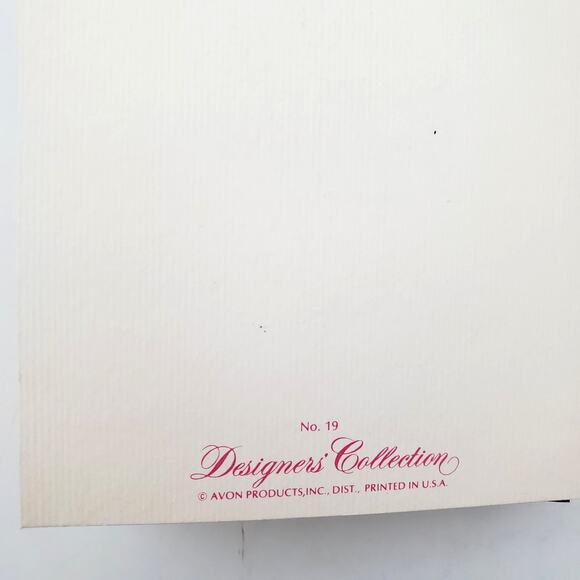 No. 19
Designers' Collection
© AVON PRODUCTS,INC., DIST., PRINTED IN U.S.A.